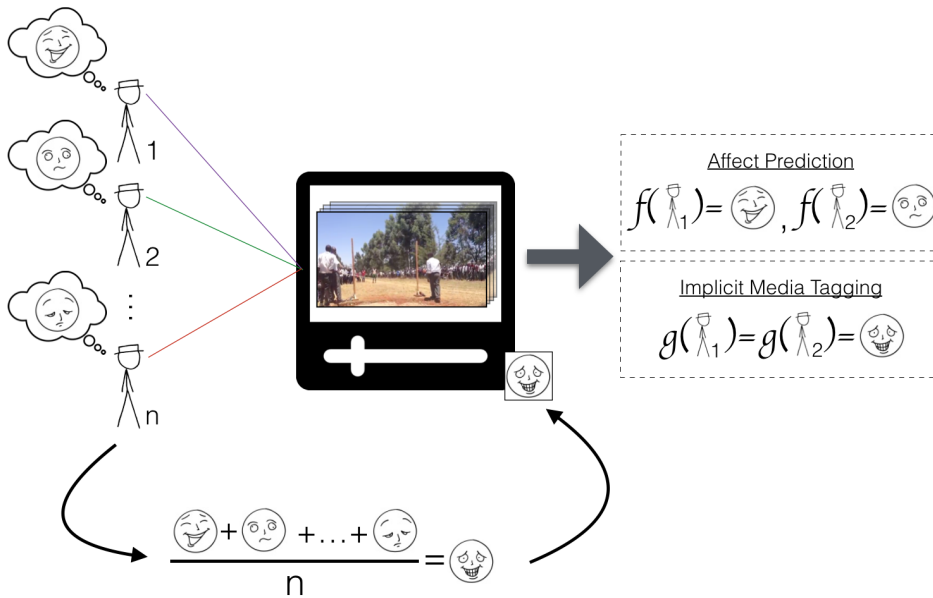 1
2
⋮
n
Affect Prediction
f( 1)= , f( 2)=
Implicit Media Tagging
g( 1)=g( 2)=
+ +...+
n
=